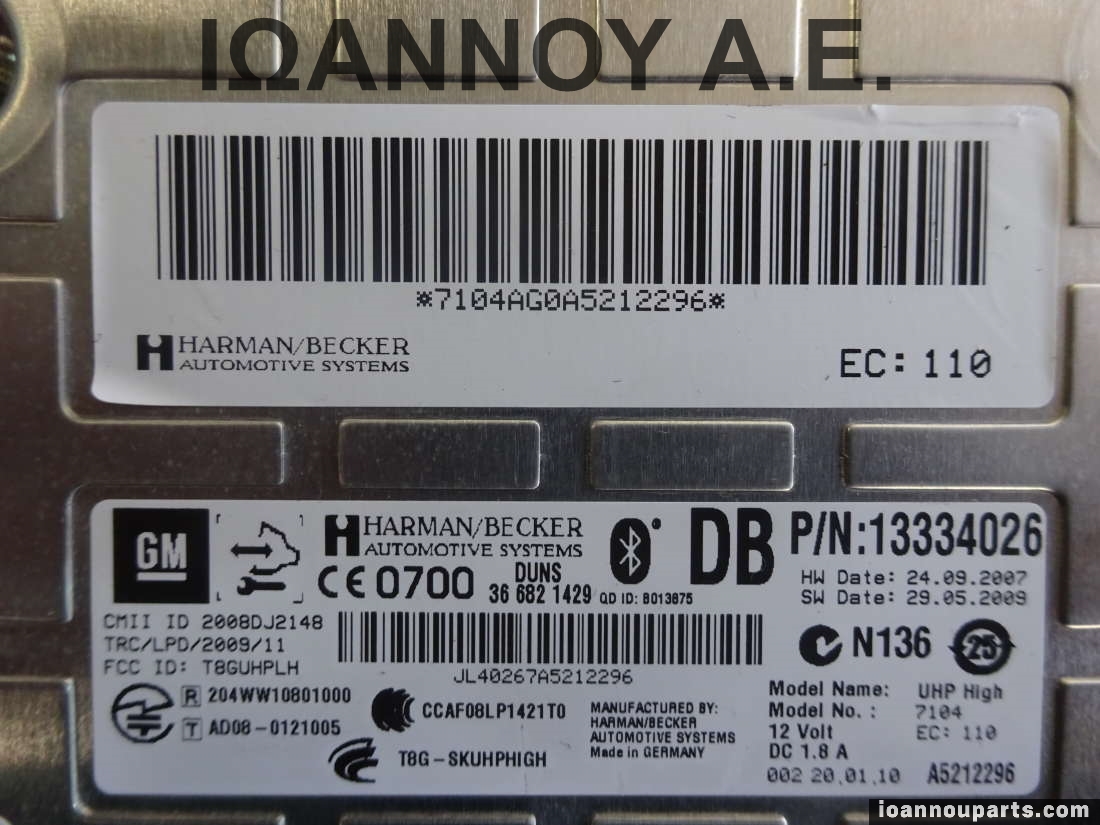 ΙΩΑΝΝΟΥ Α.Ε.
*7104AG0A5212296*
HARMAN/BECKER
AUTOMOTIVE SYSTEMS
EC: 110
GM
HARMAN/BECKER
AUTOMOTIVE SYSTEMS
CE 0700
DUNS
36 682 1429
QD ID: B013875
DB
P/N:13334026
HW Date: 24.09.2007
SW Date: 29.05.2009
CMII ID 2008DJ2148
TRC/LPD/2009/11
FCC ID: T8GUHPLH
JL40267A5212296
N136
25
R 204WW10801000
T AD08-0121005
CCAF08LP1421T0
T8G-SKUHPHIGH
MANUFACTURED BY:
HARMAN/BECKER
AUTOMOTIVE SYSTEMS
Made in GERMANY
Model Name: UHP High
Model No.: 7104
12 Volt EC: 110
DC 1.8 A
002 20.01.10 A5212296
ioannouparts.com